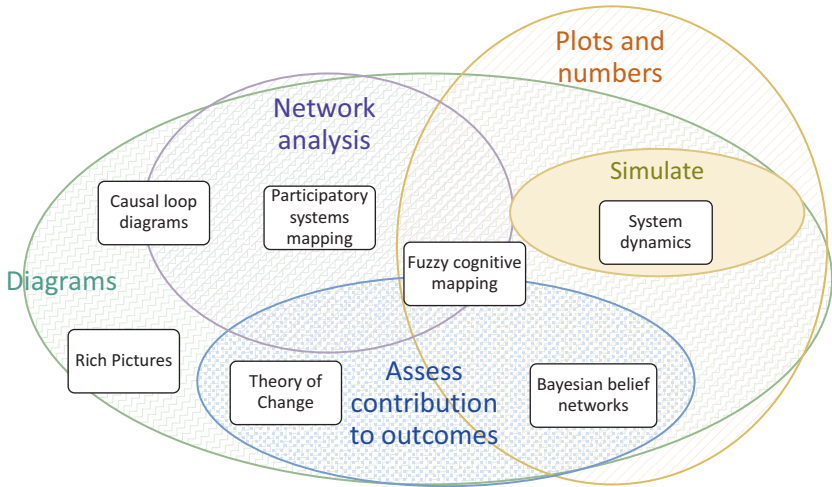 Plots and
numbers
Network
analysis
Simulate
Causal loop
diagrams
Participatory
systems
mapping
System
dynamics
Fuzzy cognitive
mapping
Diagrams
Rich Pictures
Theory of
Change
Assess
contribution
to outcomes
Bayesian belief
networks